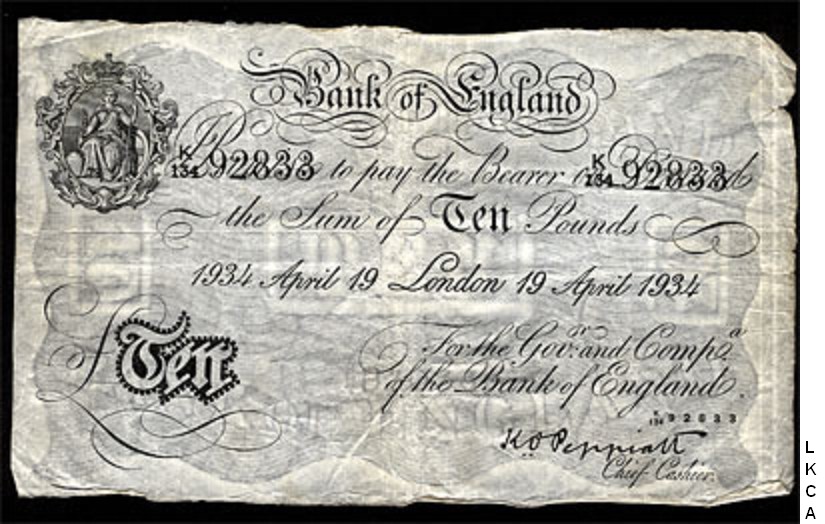 Bank of England
K
134 92833 to pay the Bearer K
134 92833
the Sum of Ten Pounds
1934 April 19 London 19 April 1934
For the Govr. and Compa.
of the Bank of England.
£Ten
K
134 92833
K O Peppiatt
Chief Cashier.
L
K
C
A